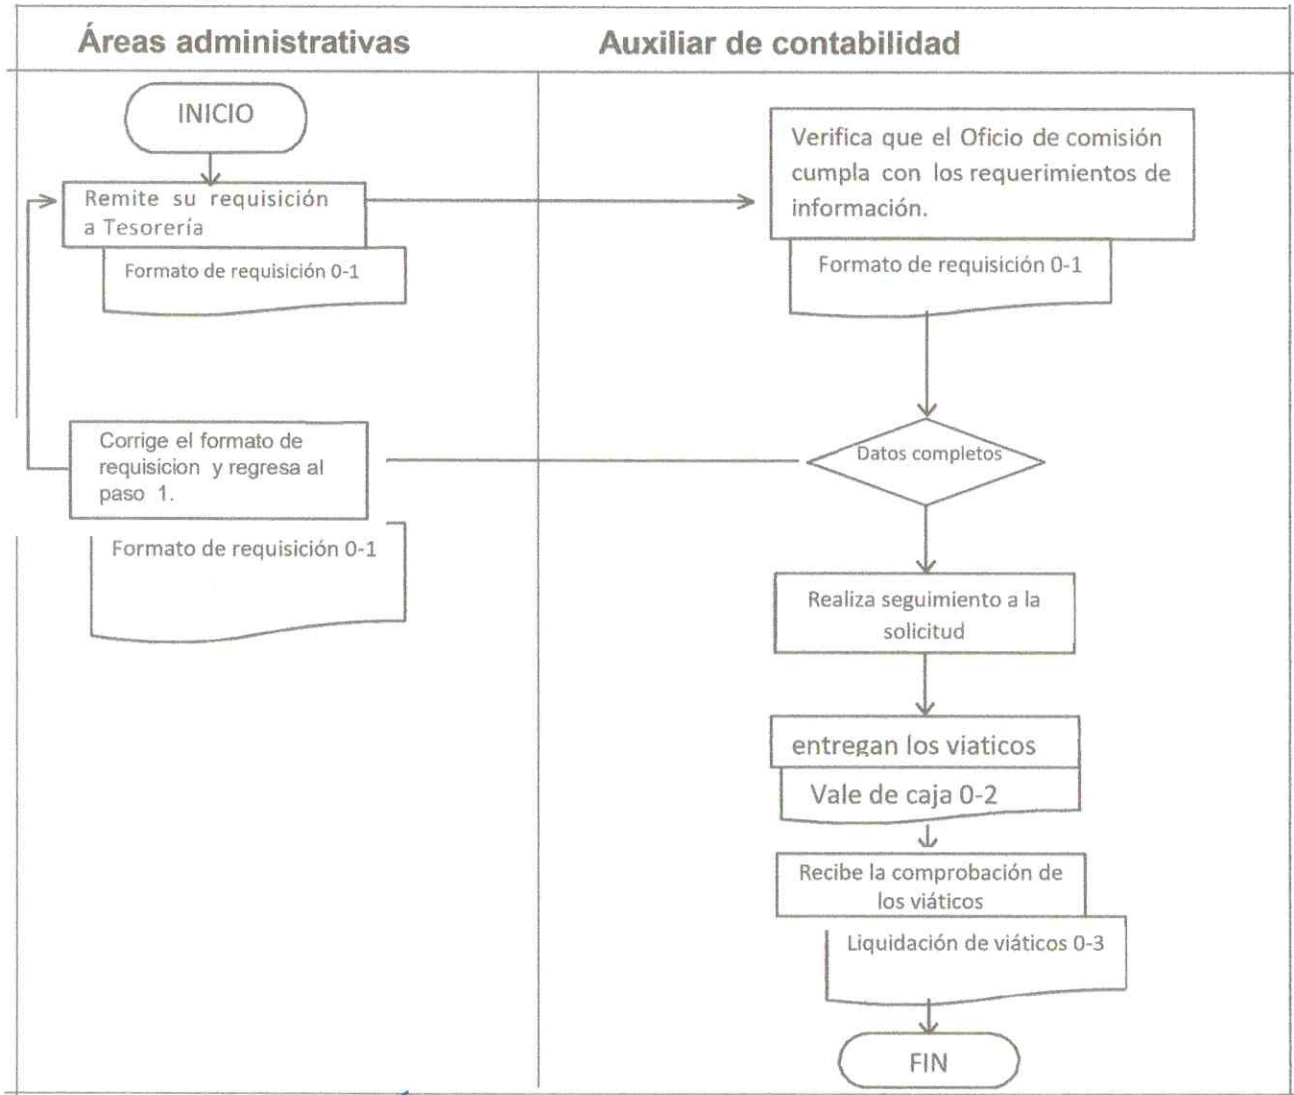 Áreas administrativas
Auxiliar de contabilidad
INICIO
Remite su requisición
a Tesorería
Formato de requisición 0-1
Verifica que el Oficio de comisión
cumpla con los requerimientos de
información.
Formato de requisición 0-1
Datos completos
Corrige el formato de
requisicion y regresa al
paso 1.
Formato de requisición 0-1
Realiza seguimiento a la
solicitud
entregan los viaticos
Vale de caja 0-2
Recibe la comprobación de
los viáticos
Liquidación de viáticos 0-3
FIN